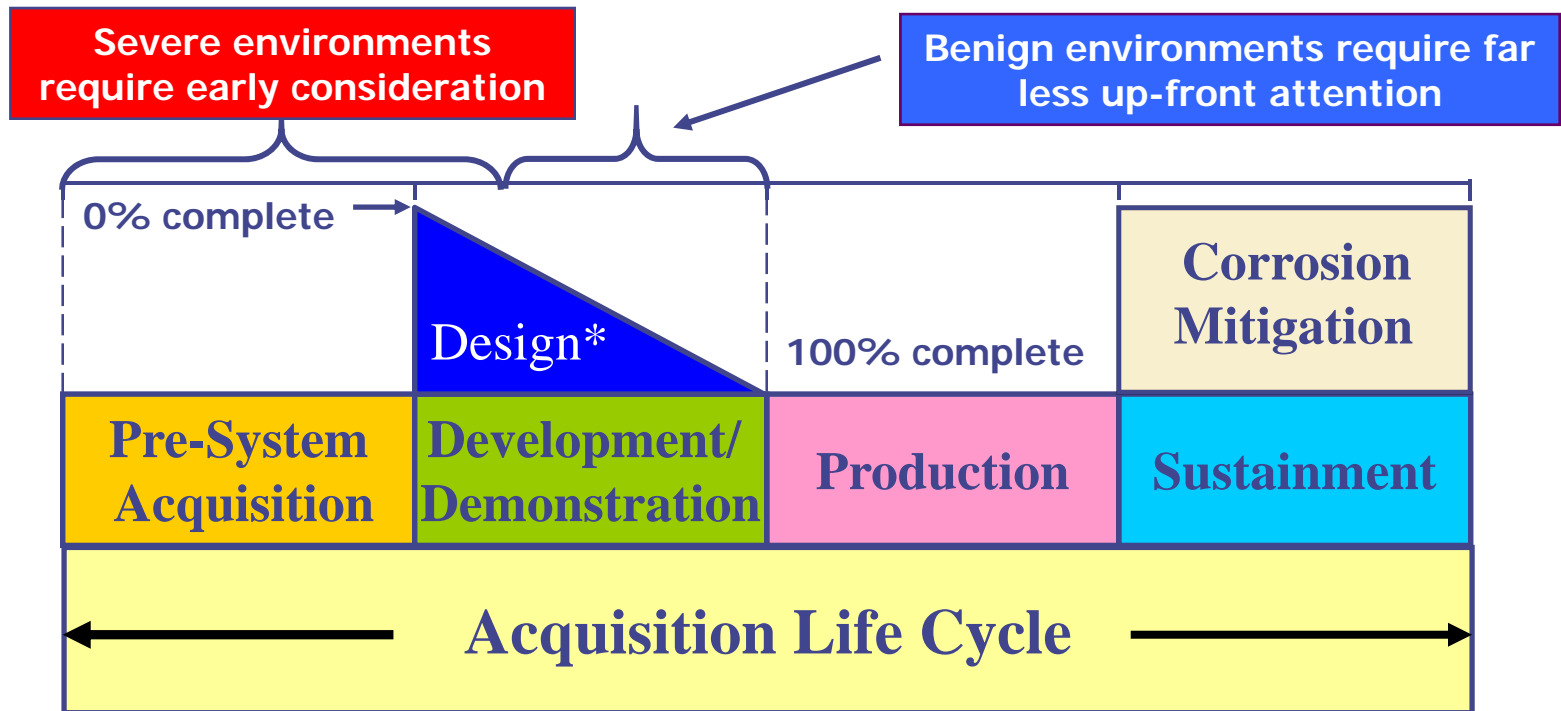 Severe environments
require early consideration
Benign environments require far
less up-front attention
0% complete
Design*
100% complete
Corrosion
Mitigation
Pre-System
Acquisition
Development/
Demonstration
Production
Sustainment
Acquisition Life Cycle